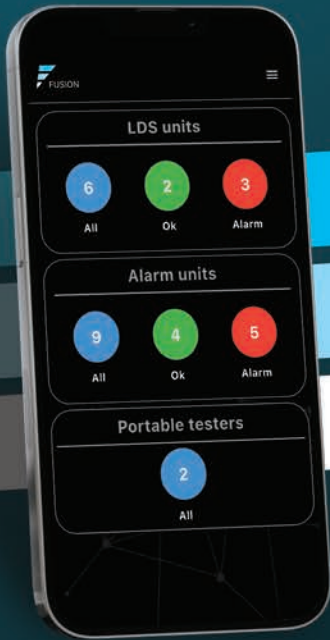 FUSION
LDS units
6 2 3
All Ok Alarm
Alarm units
9 4 5
All Ok Alarm
Portable testers
2
All